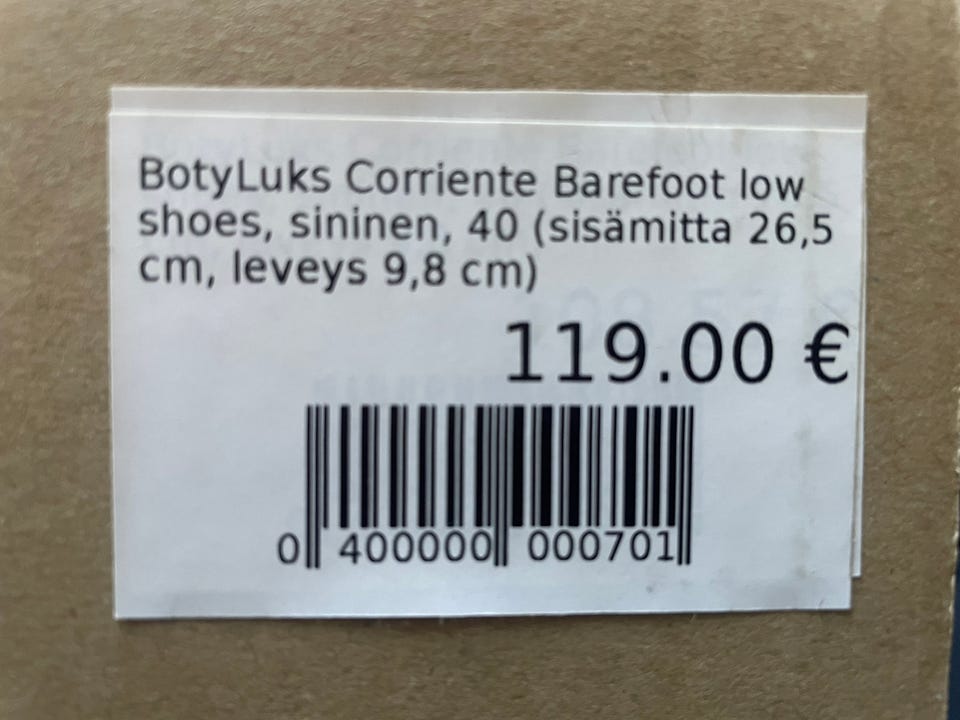 BotyLuks Corriente Barefoot low
shoes, sininen, 40 (sisämitta 26,5
cm, leveys 9,8 cm)
119.00 €
0 400000 000701